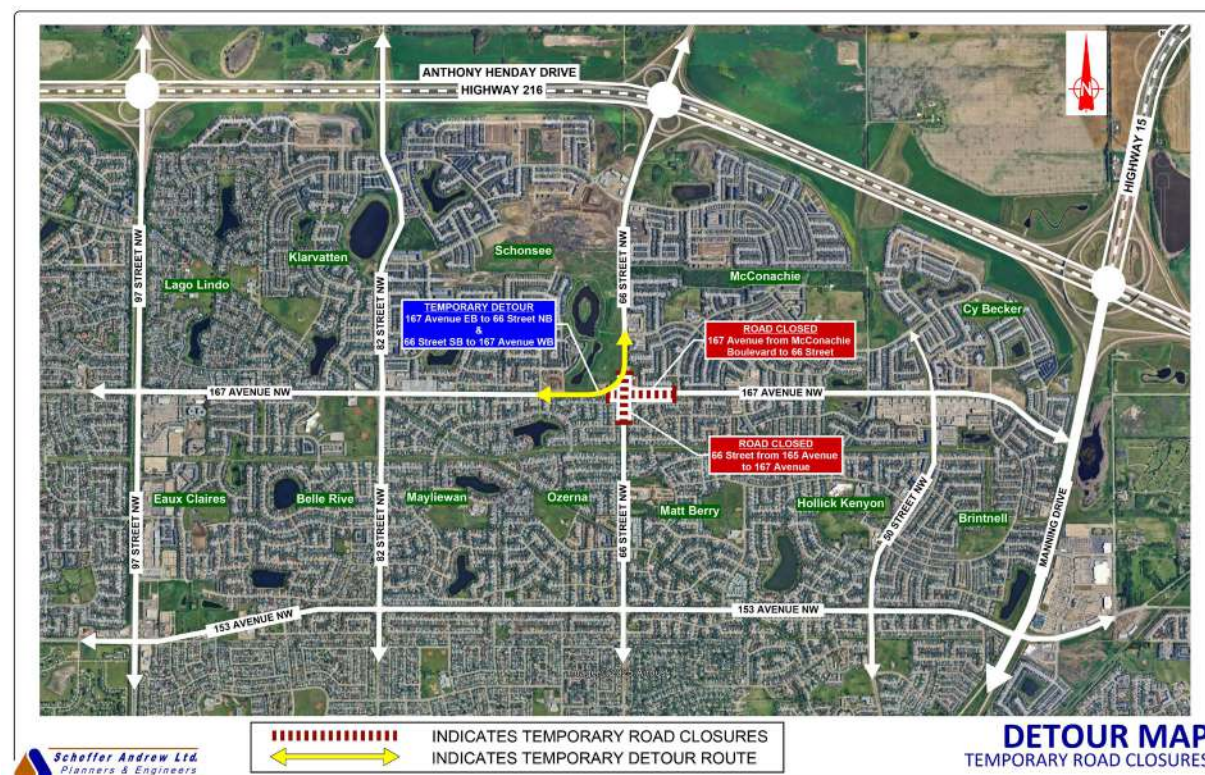 ANTHONY HENDAY DRIVE
HIGHWAY 216
N
HIGHWAY 15
97 STREET NW
82 STREET NW
66 STREET NW
Klarvatten
Schonsee
Lago Lindo
McConachie
Cy Becker
TEMPORARY DETOUR
167 Avenue EB to 66 Street NB
&
66 Street SB to 167 Avenue WB
ROAD CLOSED
167 Avenue from McConachie
Boulevard to 66 Street
167 AVENUE NW
167 AVENUE NW
ROAD CLOSED
66 Street from 165 Avenue
to 167 Avenue
Eaux Claires
Belle Rive
Mayliewan
Ozerna
Matt Berry
Hollick Kenyon
Brintnell
97 STREET NW
82 STREET NW
66 STREET NW
50 STREET NW
MANNING DRIVE
153 AVENUE NW
153 AVENUE NW
Scheffer Andrew Ltd.
Planners & Engineers
INDICATES TEMPORARY ROAD CLOSURES
INDICATES TEMPORARY DETOUR ROUTE
DETOUR MAP
TEMPORARY ROAD CLOSURES